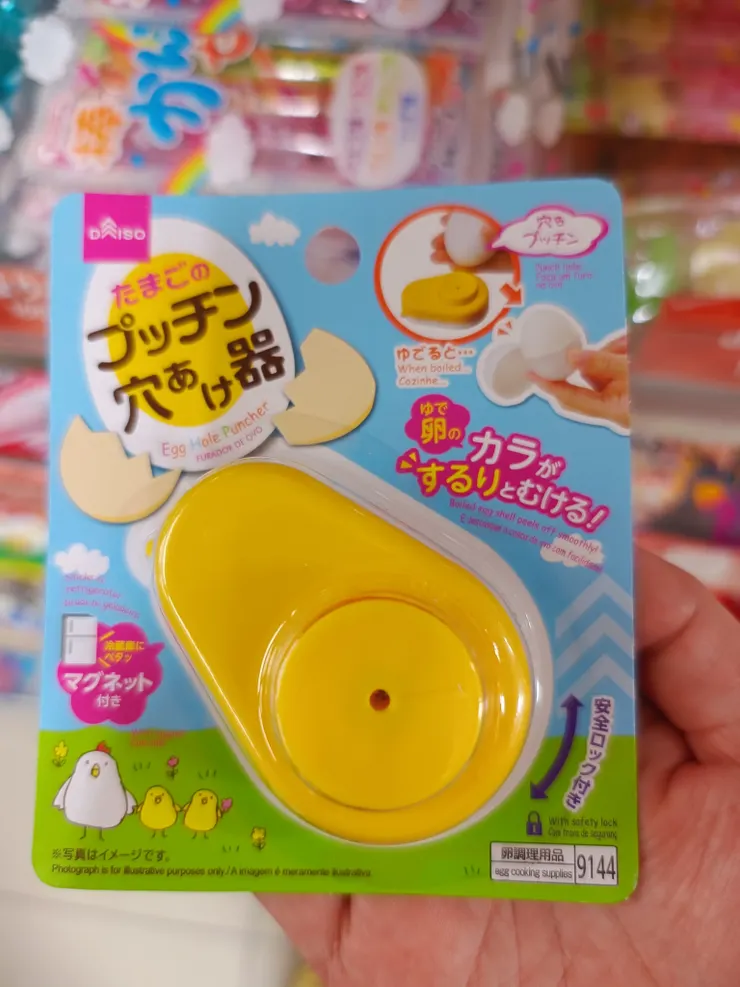 DAISO
たまごの
プッチン
穴あけ器
Egg Hole Puncher
FURADOR DE OVO
穴を
プッチン
ゆでると…
When boiled...
Cozinhe...
ゆで
卵の
カラが
するりとむける!
Boiled egg shell peels off smoothly!
冷蔵庫に
ペタッ
マグネット
付き
安全ロック付き
With safety lock
※写真はイメージです。
Photograph is for illustrative purposes only./A imagem é meramente ilustrativa
卵調理用品
egg cooking supplies
9144